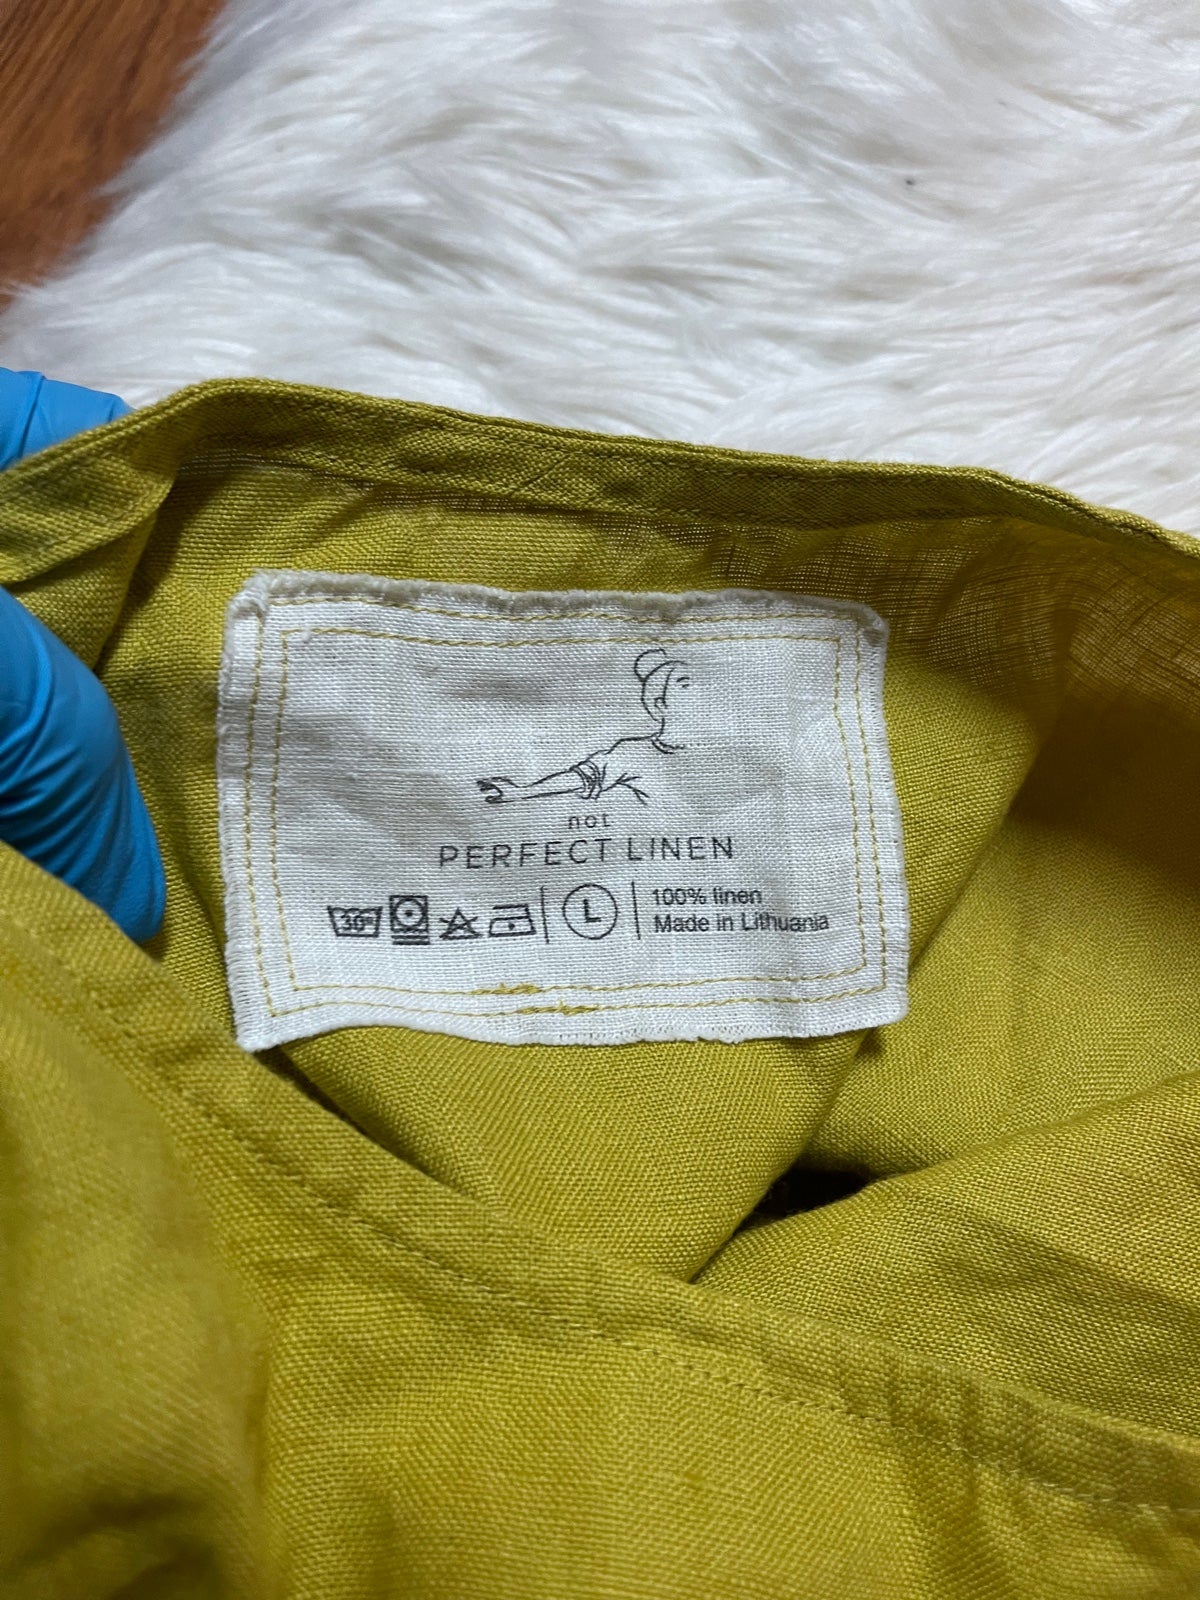 not
PERFECT LINEN
30° L 100% linen
Made in Lithuania